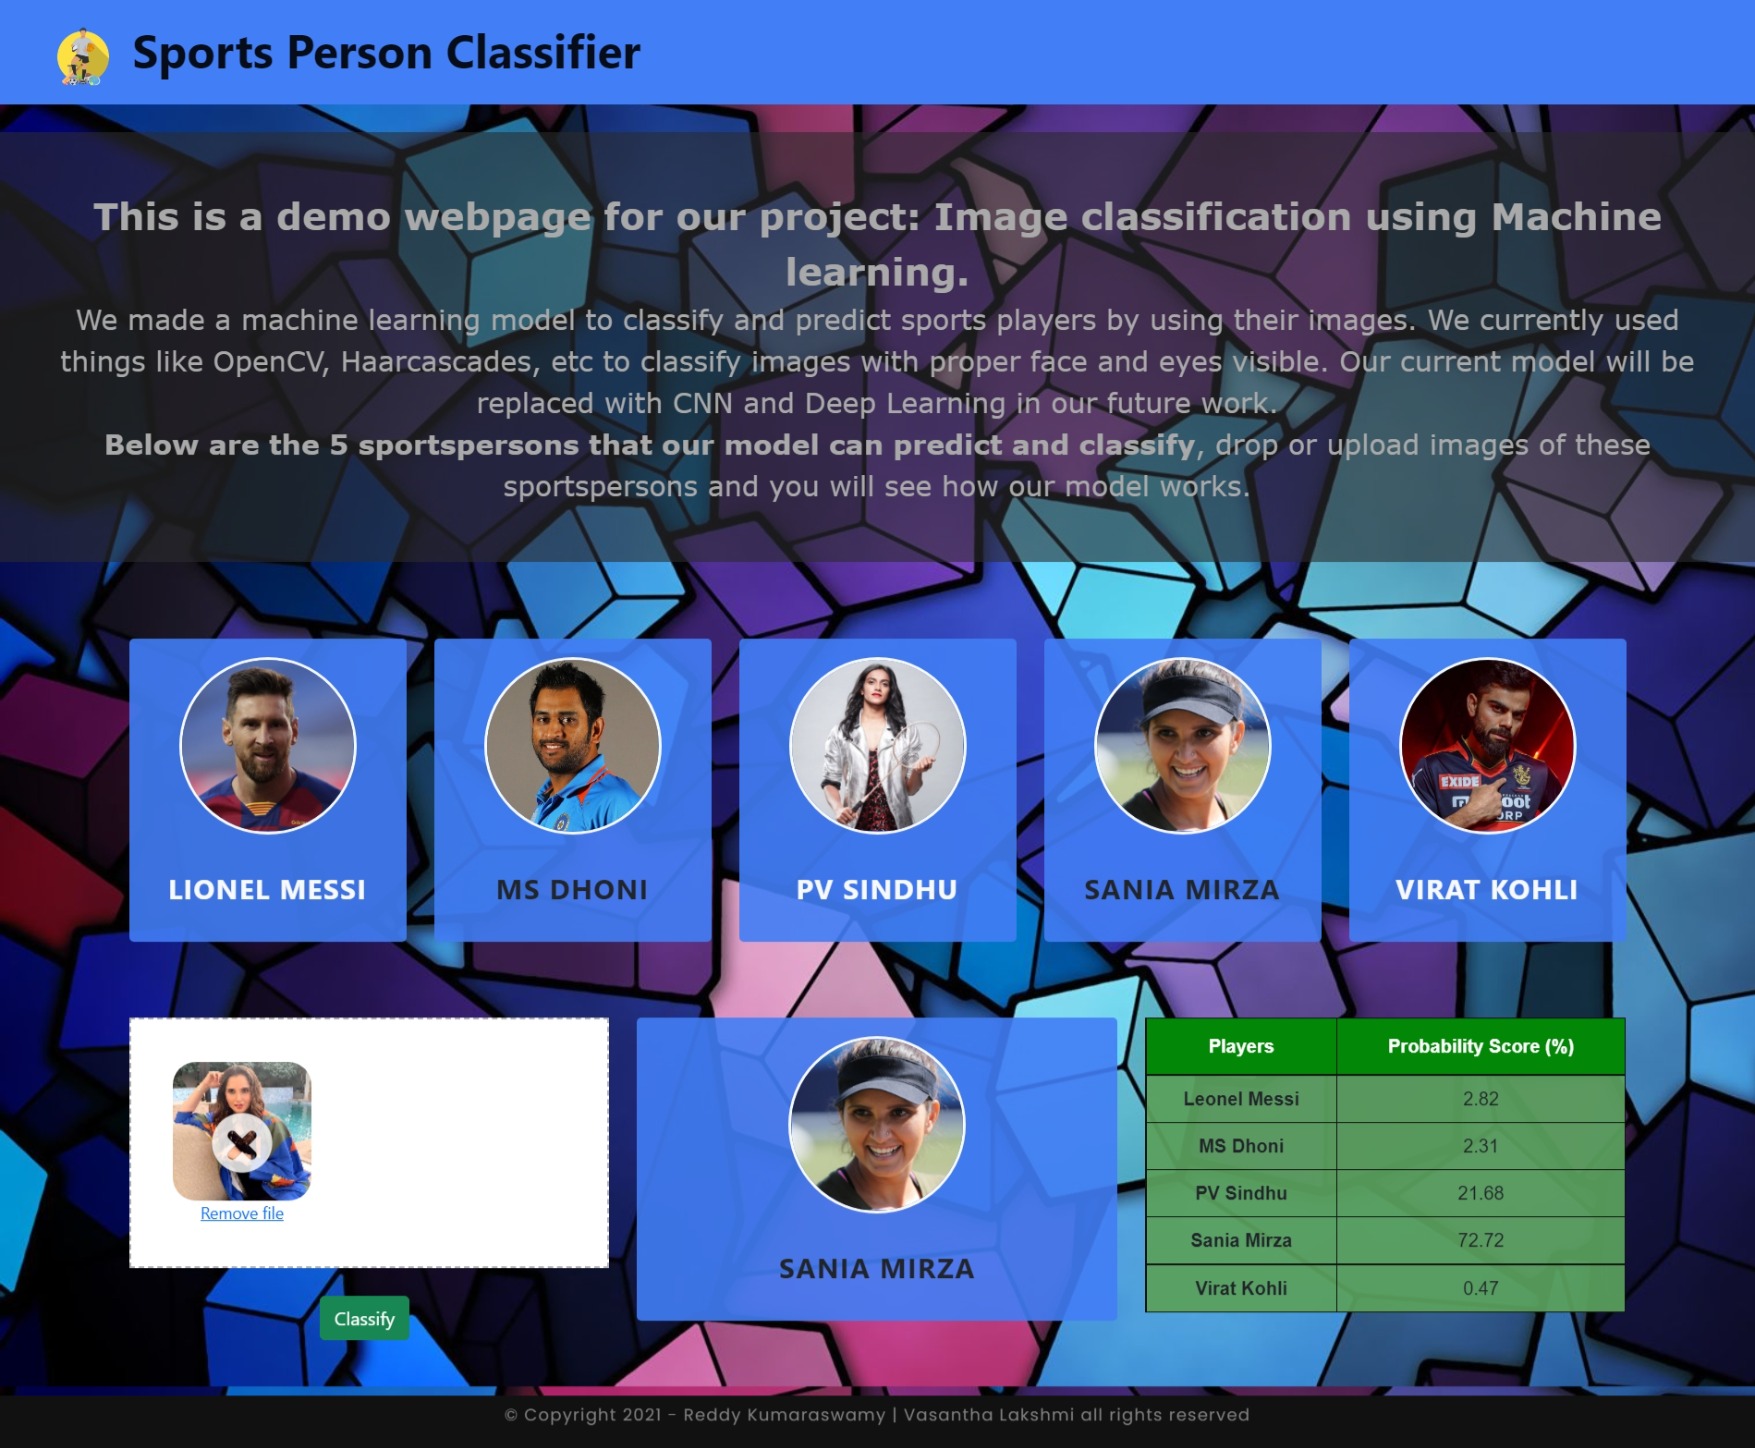 Sports Person Classifier
This is a demo webpage for our project: Image classification using Machine
learning.
We made a machine learning model to classify and predict sports players by using their images. We currently used
things like OpenCV, Haarcascades, etc to classify images with proper face and eyes visible. Our current model will be
replaced with CNN and Deep Learning in our future work.
Below are the 5 sportspersons that our model can predict and classify, drop or upload images of these
sportspersons and you will see how our model works.
EXIDE
LIONEL MESSI
MS DHONI
PV SINDHU
SANIA MIRZA
VIRAT KOHLI
Remove file
Classify
SANIA MIRZA
Players Probability Score (%)
Leonel Messi 2.82
MS Dhoni 2.31
PV Sindhu 21.68
Sania Mirza 72.72
Virat Kohli 0.47
© Copyright 2021 - Reddy Kumaraswamy | Vasantha Lakshmi all rights reserved